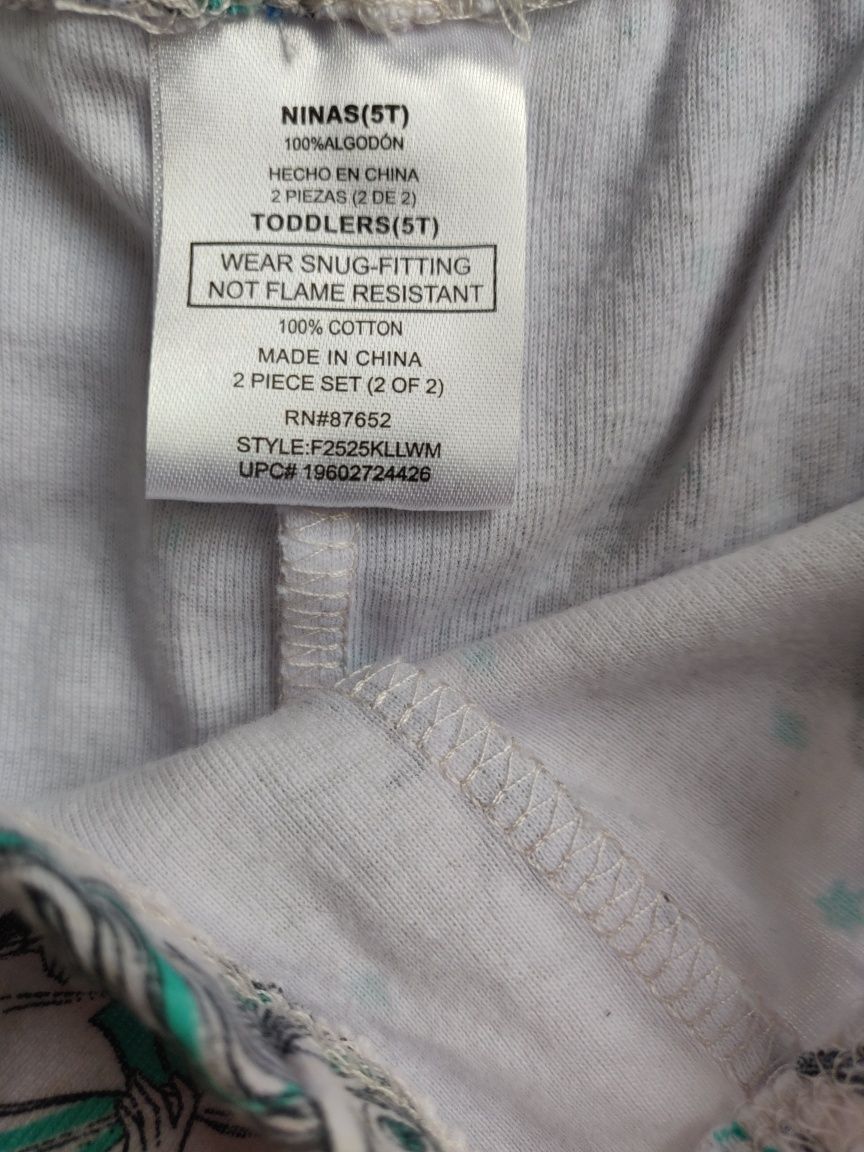 NINAS(5T)
100%ALGODÓN
HECHO EN CHINA
2 PIEZAS (2 DE 2)
TODDLERS(5T)
WEAR SNUG-FITTING
NOT FLAME RESISTANT
100% COTTON
MADE IN CHINA
2 PIECE SET (2 OF 2)
RN#87652
STYLE:F2525KLLWM
UPC# 19602724426